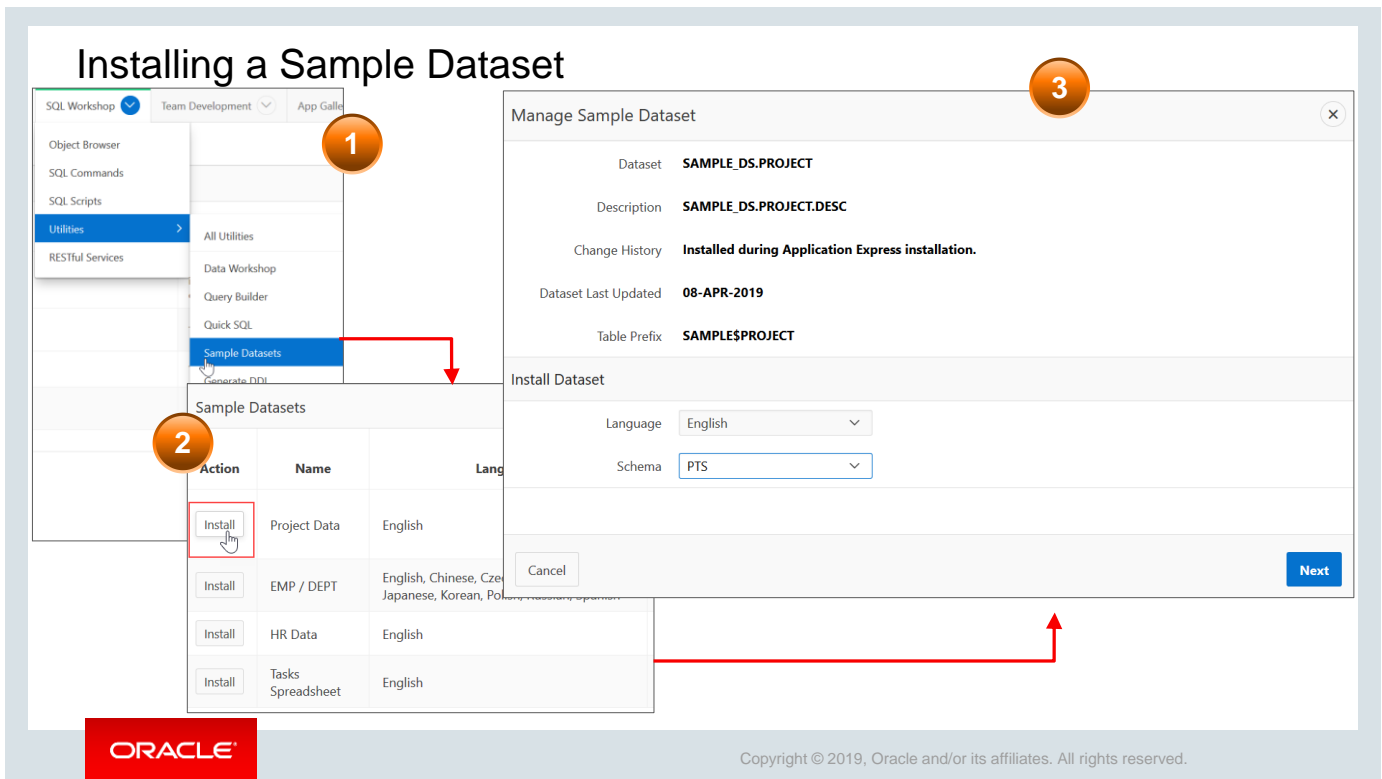 Installing a Sample Dataset
SQL Workshop
Team Development
App Galle
1
Object Browser
SQL Commands
SQL Scripts
Utilities
RESTful Services
All Utilities
Data Workshop
Query Builder
Quick SQL
Sample Datasets
Generate DDL
2
Sample Datasets
Action Name Lang
Install Project Data English
Install EMP / DEPT English, Chinese, Cze
Japanese, Korean, Polish, Russian, Spanish
Install HR Data English
Install Tasks
Spreadsheet English
3
Manage Sample Dataset
Dataset SAMPLE_DS.PROJECT
Description SAMPLE_DS.PROJECT.DESC
Change History Installed during Application Express installation.
Dataset Last Updated 08-APR-2019
Table Prefix SAMPLE$PROJECT
Install Dataset
Language English
Schema PTS
Cancel Next
ORACLE®
Copyright © 2019, Oracle and/or its affiliates. All rights reserved.